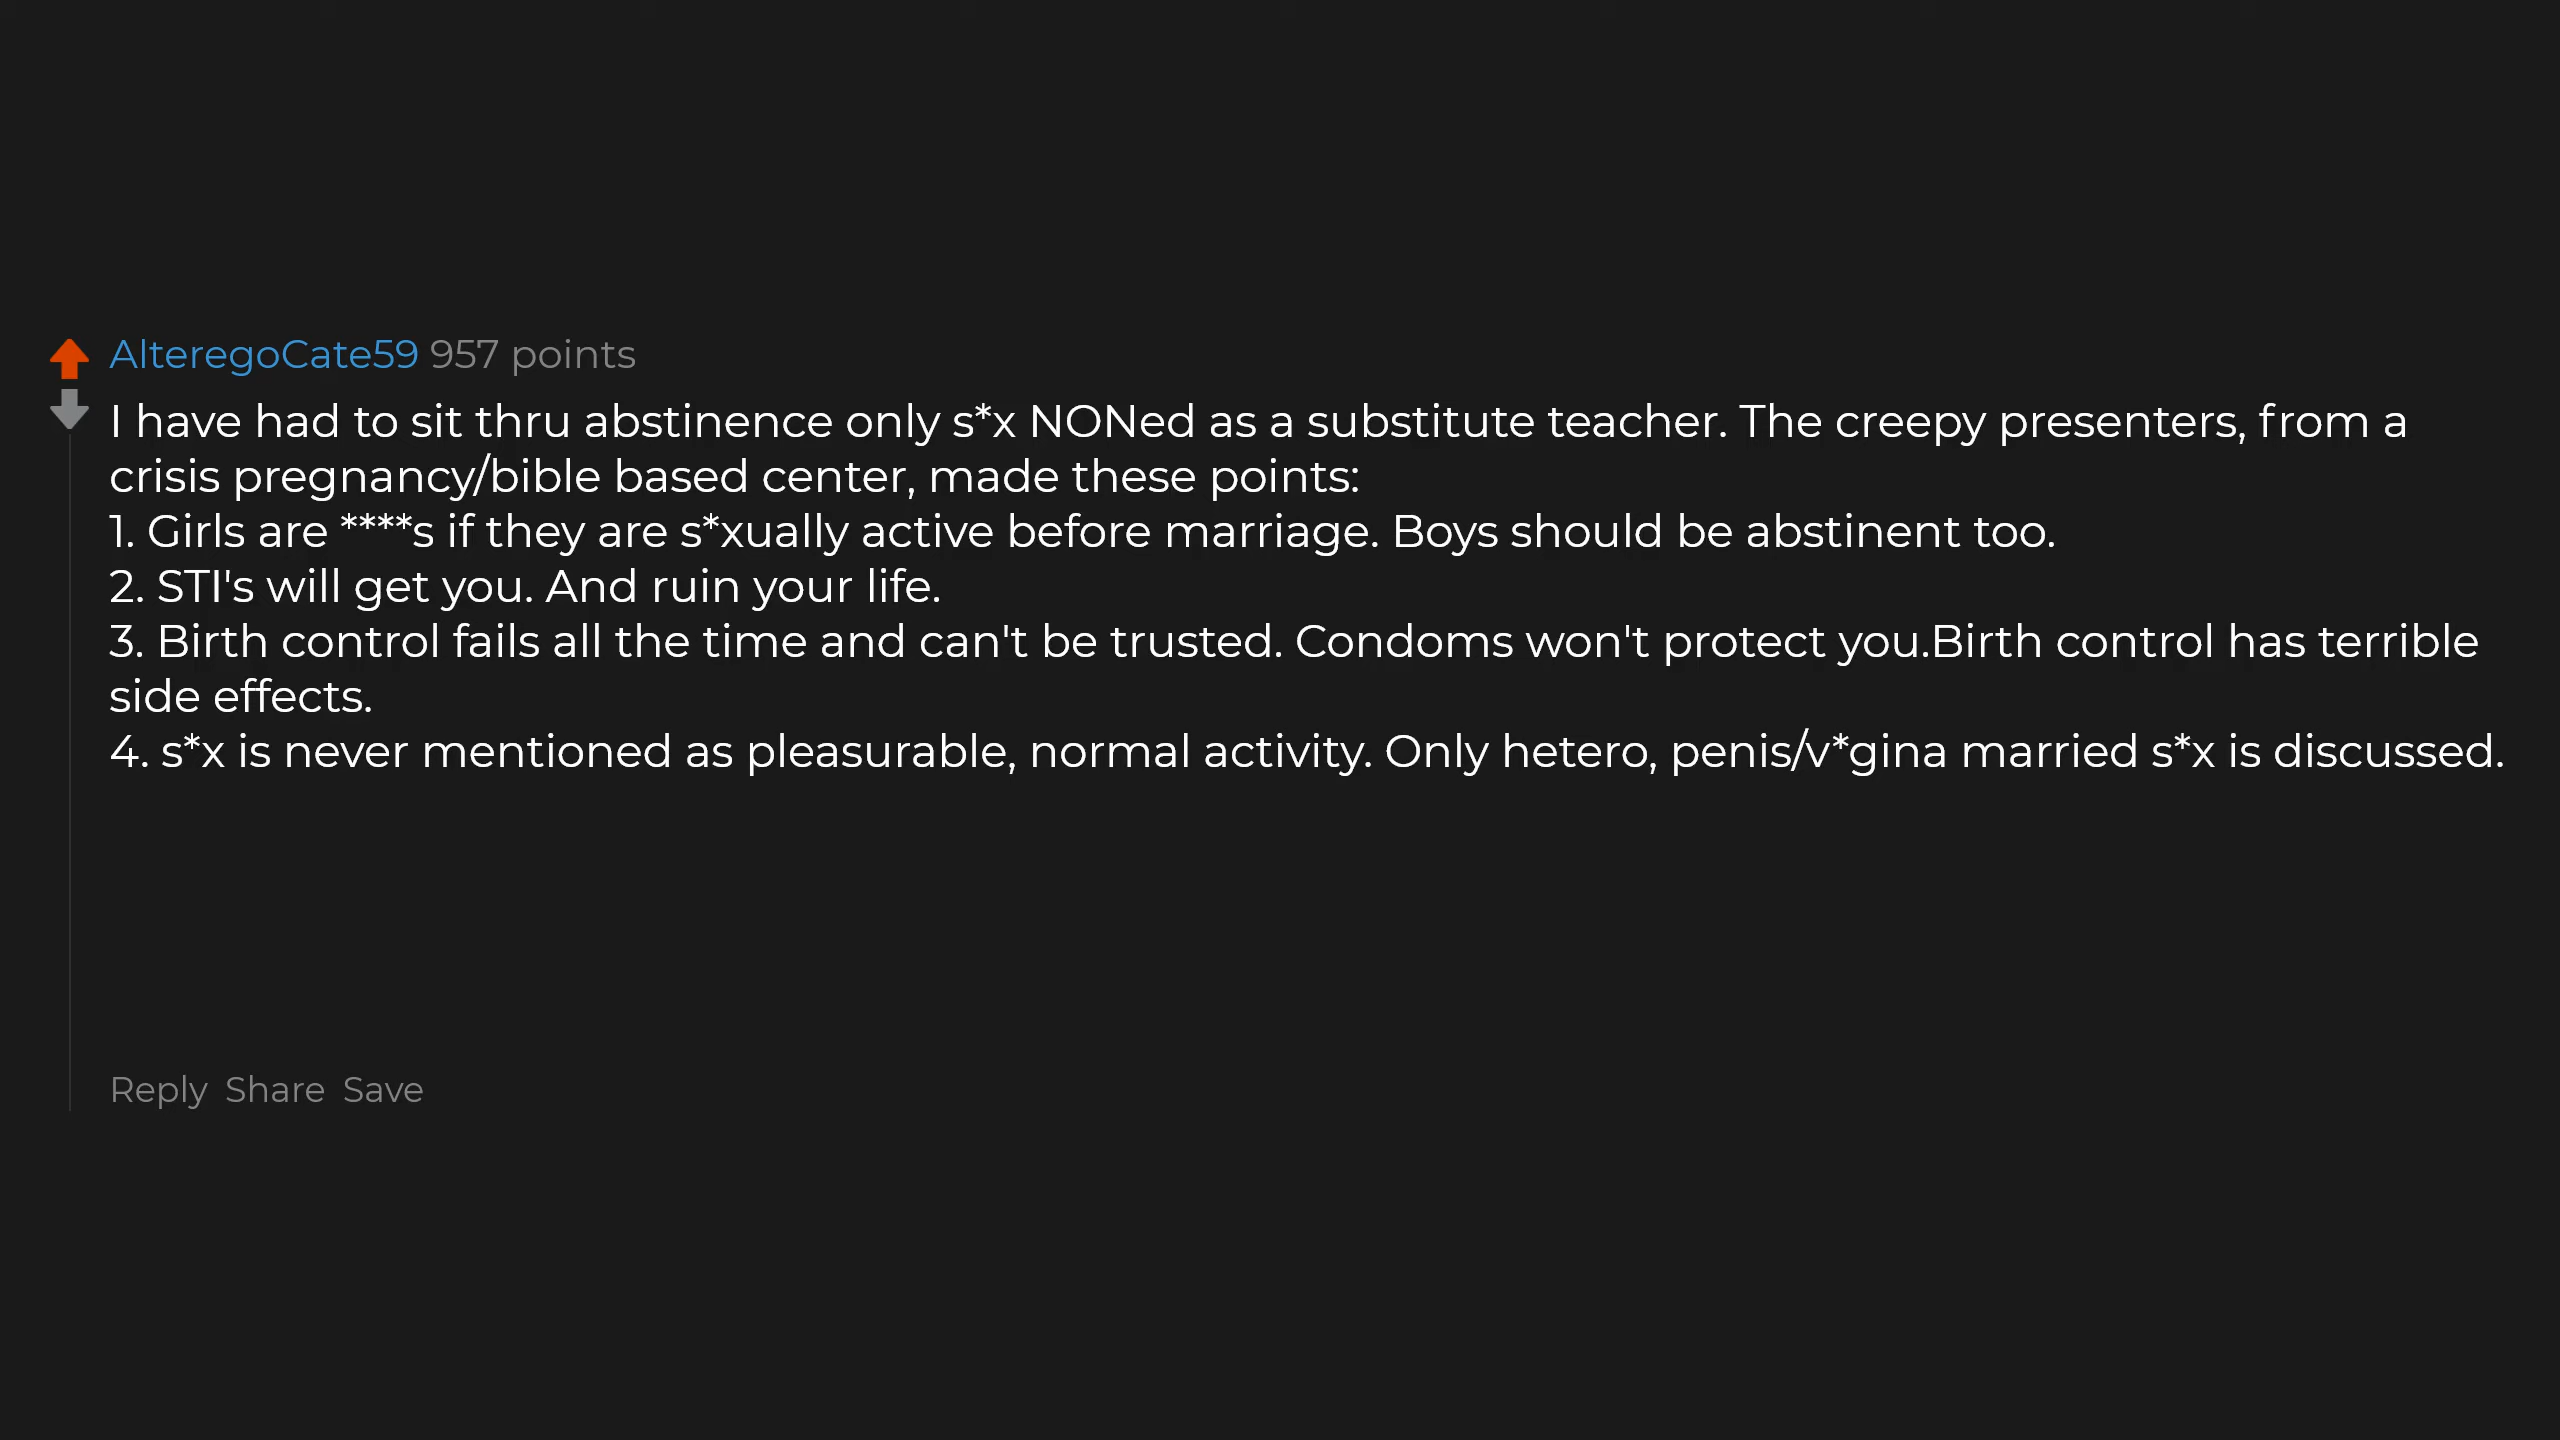 AlteregoCate59 957 points
I have had to sit thru abstinence only s*x NONed as a substitute teacher. The creepy presenters, from a
crisis pregnancy/bible based center, made these points:
1. Girls are ****s if they are s*xually active before marriage. Boys should be abstinent too.
2. STI's will get you. And ruin your life.
3. Birth control fails all the time and can't be trusted. Condoms won't protect you.Birth control has terrible
side effects.
4. s*x is never mentioned as pleasurable, normal activity. Only hetero, penis/v*gina married s*x is discussed.
Reply Share Save